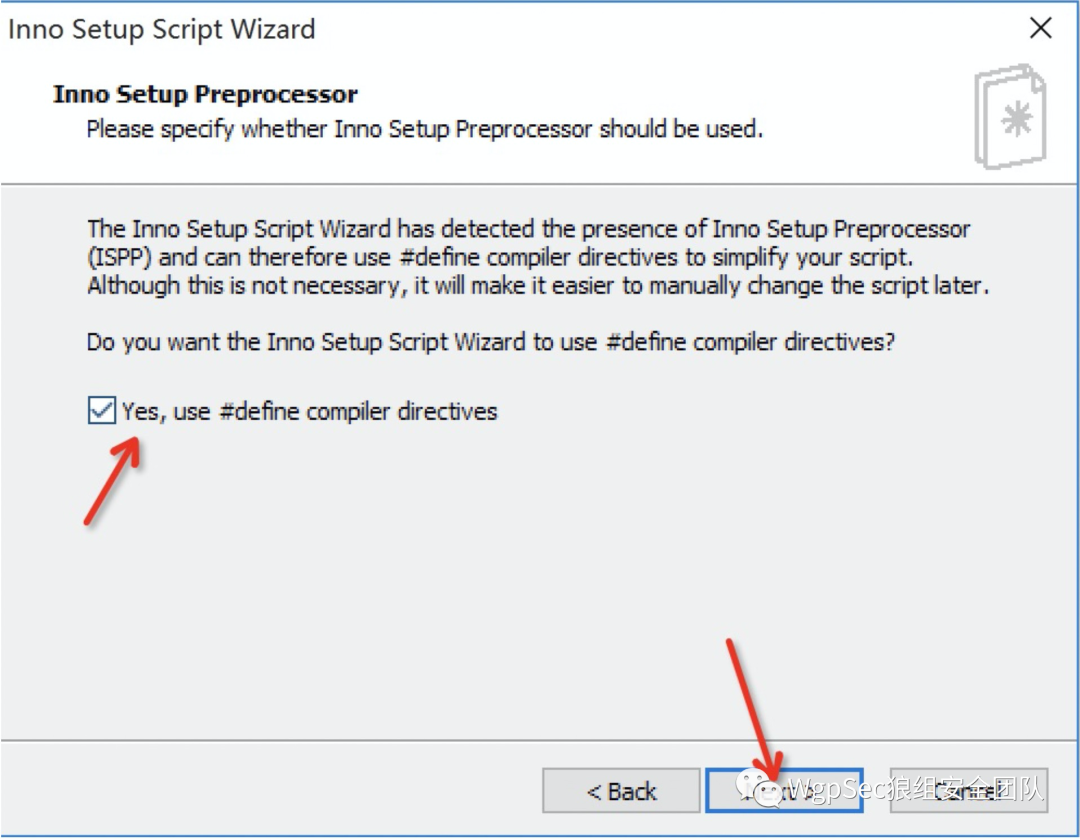 Inno Setup Script Wizard
Inno Setup Preprocessor
Please specify whether Inno Setup Preprocessor should be used.
The Inno Setup Script Wizard has detected the presence of Inno Setup Preprocessor
(ISPP) and can therefore use #define compiler directives to simplify your script.
Although this is not necessary, it will make it easier to manually change the script later.
Do you want the Inno Setup Script Wizard to use #define compiler directives?
Yes, use #define compiler directives
< Back
WgpSec狼组安全团队